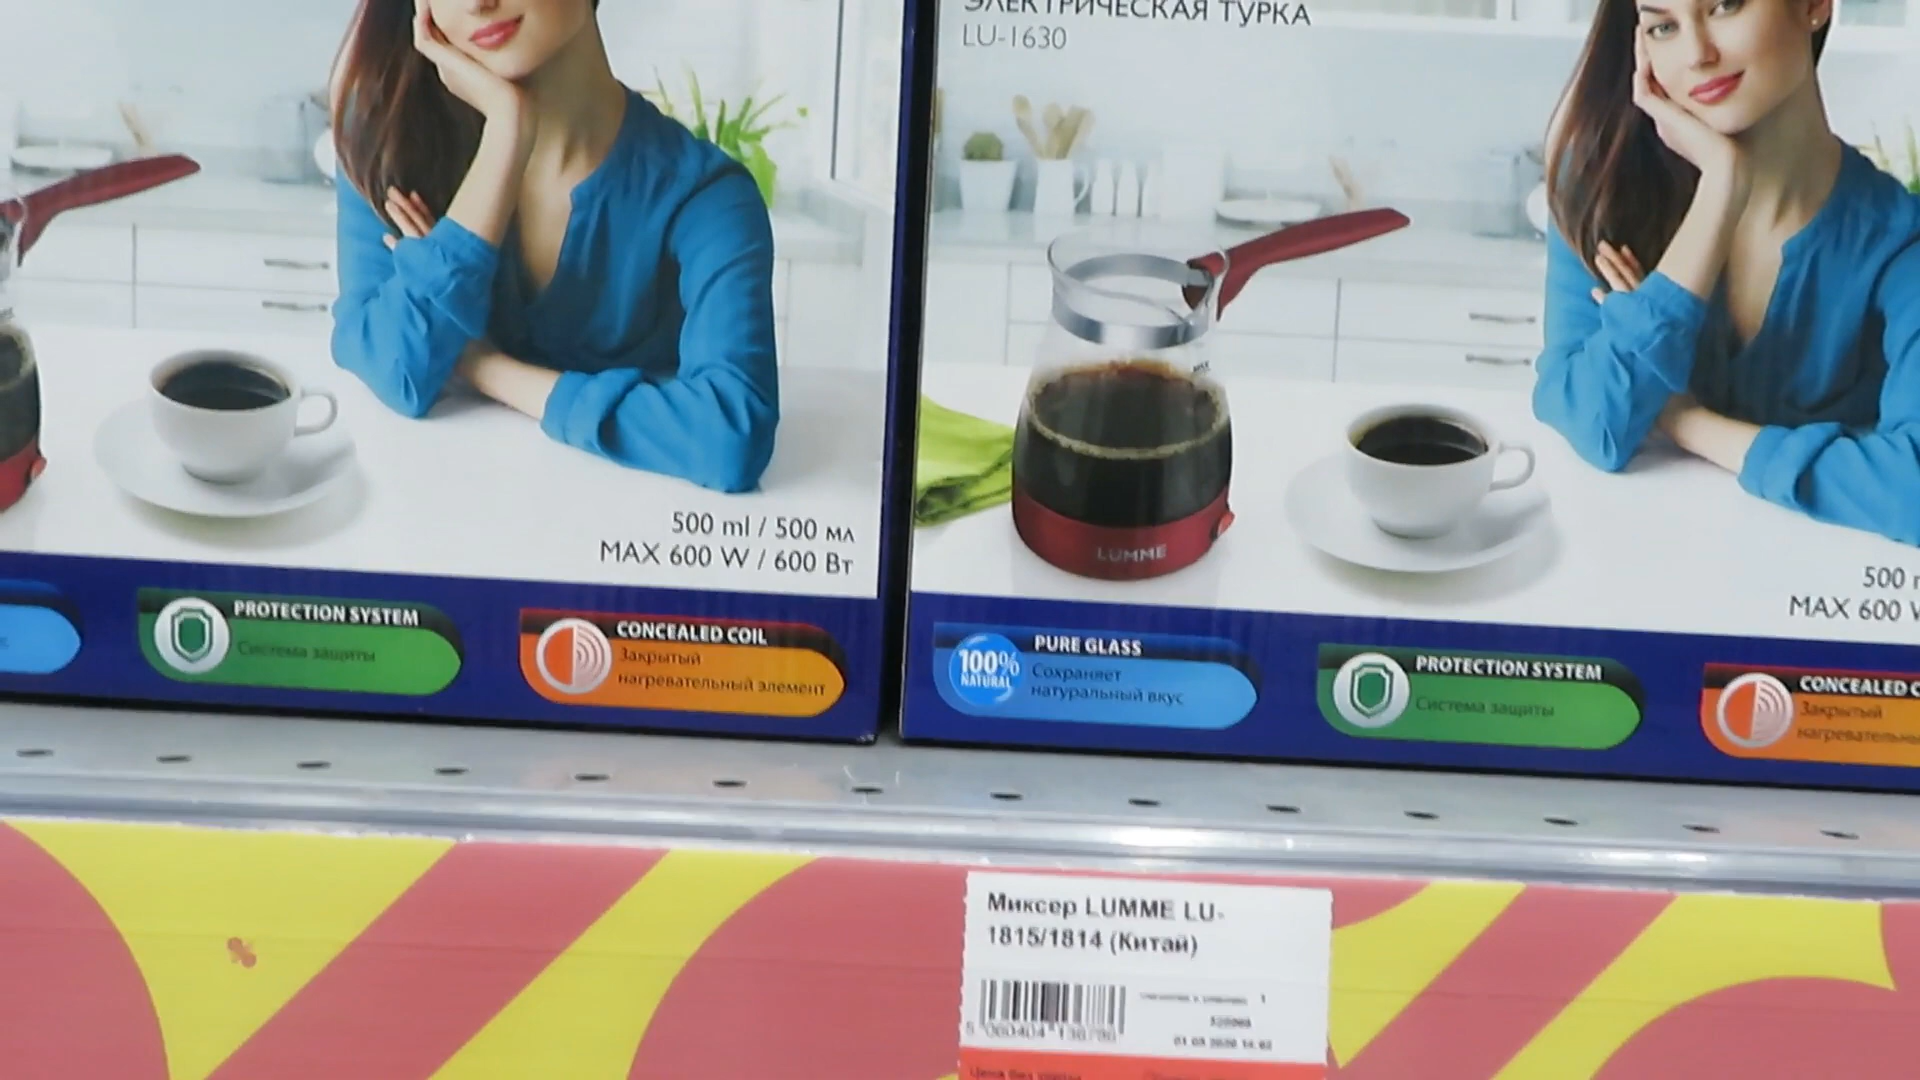 ЭЛЕКТРИЧЕСКАЯ ТУРКА
LU-1630
500 ml / 500 мл
MAX 600 W / 600 Вт
PROTECTION SYSTEM
Система защиты
CONCEALED COIL
Закрытый
нагревательный элемент
LUMME
500
MAX 600
100%
NATURAL
PURE GLASS
Сохраняет
натуральный вкус
PROTECTION SYSTEM
Система защиты
CONCEALED
Закрытый
Миксер LUMME LU-
1815/1814 (Китай)